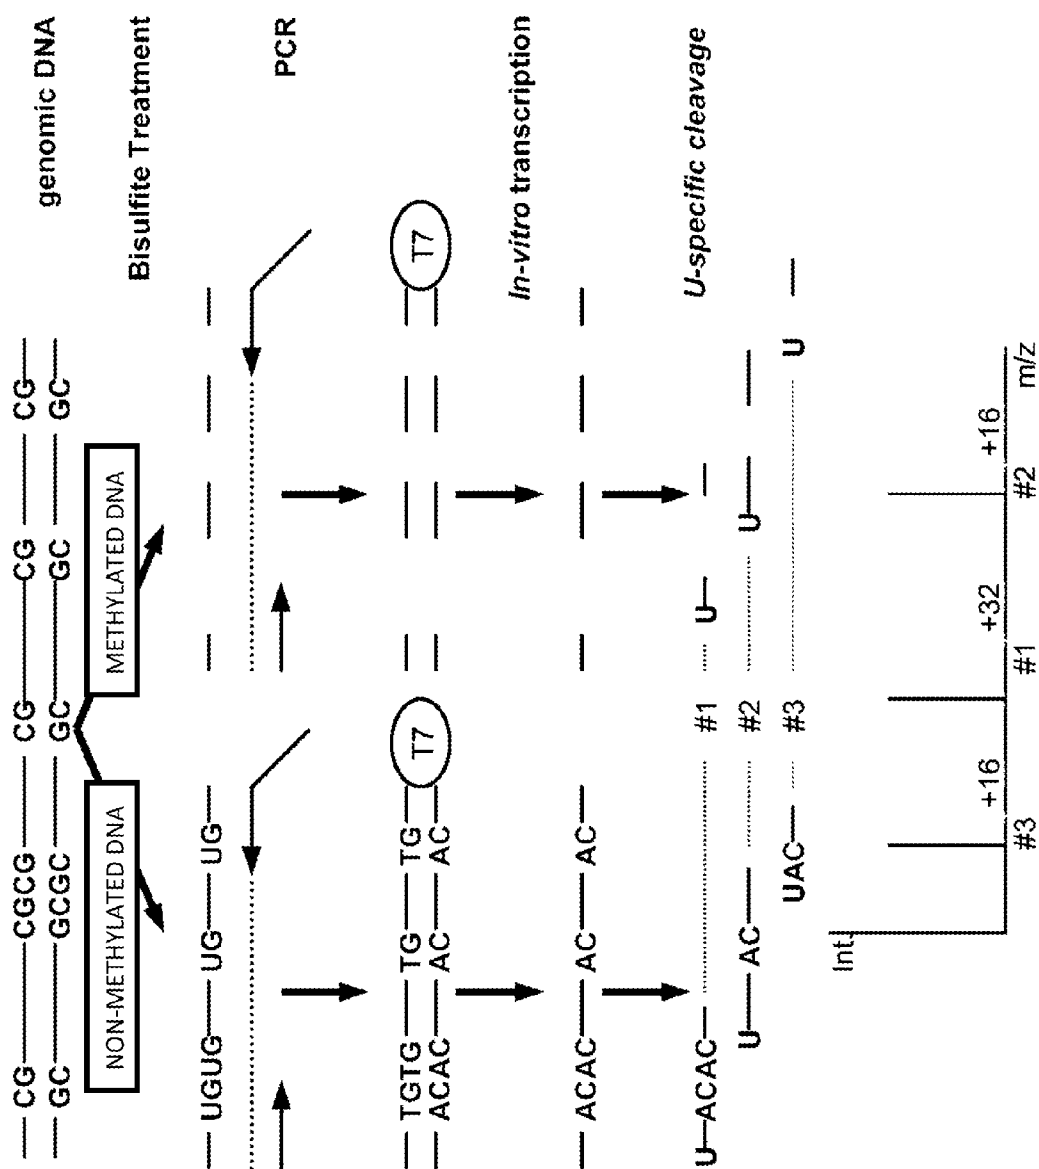 CG CGCG CG CG CG genomic DNA
GC GCGC GC GC GC
NON-METHYLATED DNA METHYLATED DNA Bisulfite Treatment
UGUG UG UG
PCR
TGTG TG TG
T7 T7
ACAC AC AC
In-vitro transcription
ACAC AC AC
U ACAC #1 U U-specific cleavage
U AC #2 U
UAC #3 U
Int.
+16 +32 +16
#3 #1 #2 m/z